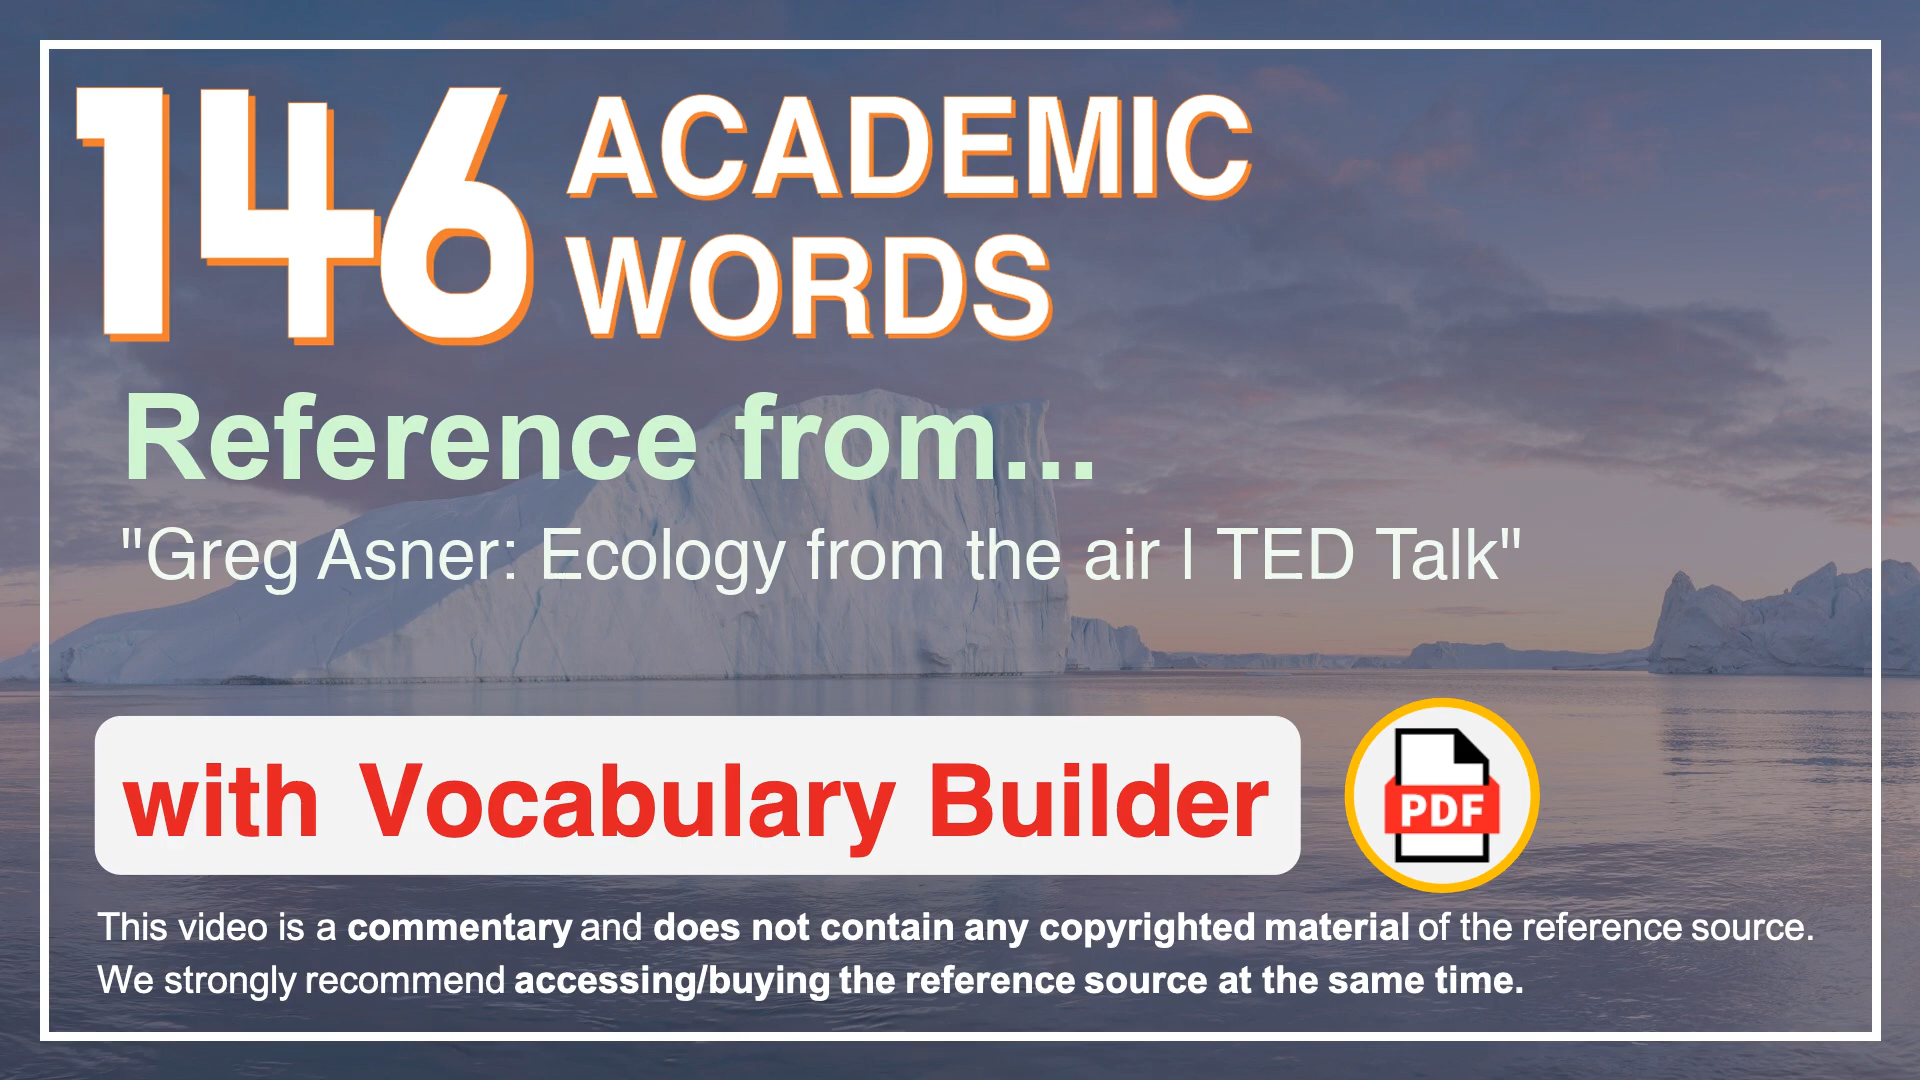 146 ACADEMIC
WORDS
Reference from...
"Greg Asner: Ecology from the air | TED Talk"
with Vocabulary Builder
PDF
This video is a commentary and does not contain any copyrighted material of the reference source.
We strongly recommend accessing/buying the reference source at the same time.